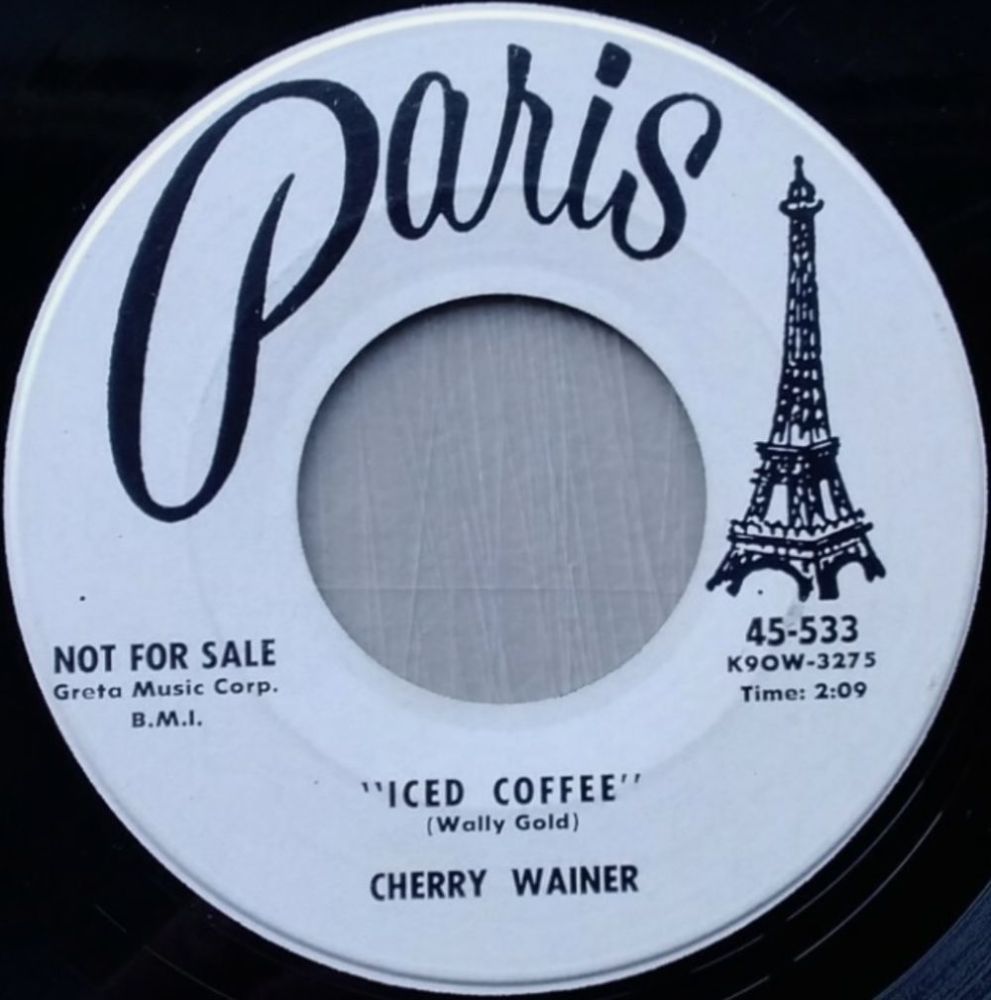 Paris
NOT FOR SALE
Greta Music Corp.
B.M.I.
45-533
K9OW-3275
Time: 2:09
"ICED COFFEE"
(Wally Gold)
CHERRY WAINER